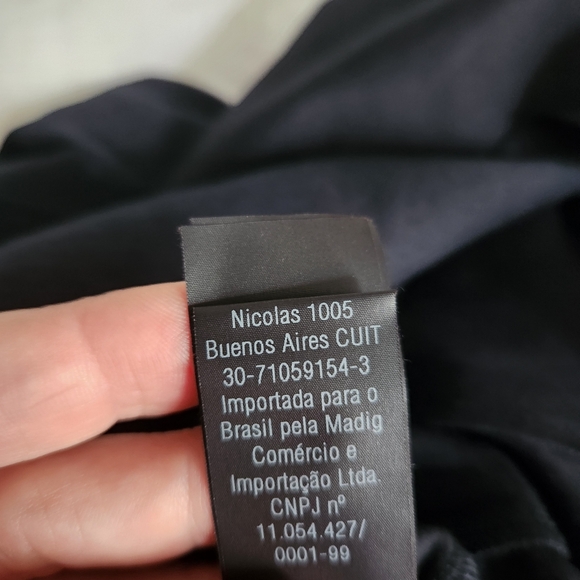 Nicolas 1005
Buenos Aires CUIT
30-71059154-3
Importada para o
Brasil pela Madig
Comércio e
Importação Ltda.
CNPJ nº
11.054.427/
0001-99